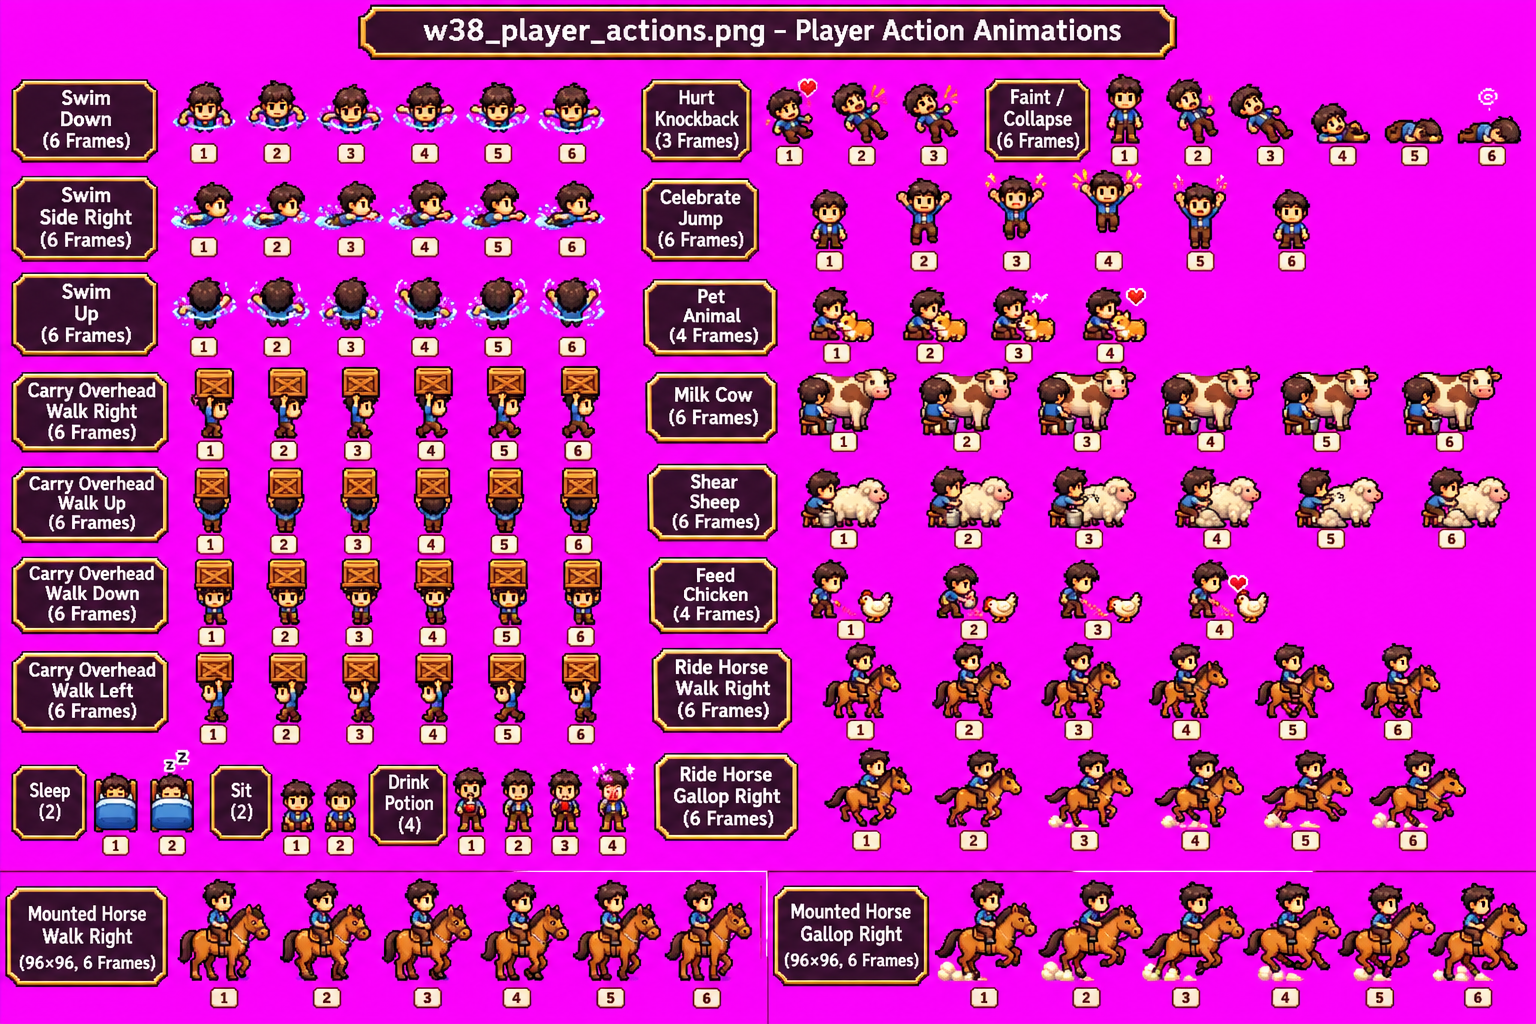 w38_player_actions.png – Player Action Animations
Swim
Down
(6 Frames)
1 2 3 4 5 6
Hurt
Knockback
(3 Frames)
1 2 3
Faint /
Collapse
(6 Frames)
1 2 3 4 5 6
Swim
Side Right
(6 Frames)
1 2 3 4 5 6
Celebrate
Jump
(6 Frames)
1 2 3 4 5 6
Swim
Up
(6 Frames)
1 2 3 4 5 6
Pet
Animal
(4 Frames)
1 2 3 4
Carry Overhead
Walk Right
(6 Frames)
1 2 3 4 5 6
Milk Cow
(6 Frames)
1 2 3 4 5 6
Carry Overhead
Walk Up
(6 Frames)
1 2 3 4 5 6
Shear
Sheep
(6 Frames)
1 2 3 4 5 6
Carry Overhead
Walk Down
(6 Frames)
1 2 3 4 5 6
Feed
Chicken
(4 Frames)
1 2 3 4
Carry Overhead
Walk Left
(6 Frames)
1 2 3 4 5 6
Ride Horse
Walk Right
(6 Frames)
1 2 3 4 5 6
Sleep
(2)
z z
1 2
Sit
(2)
1 2
Drink
Potion
(4)
1 2 3 4
Ride Horse
Gallop Right
(6 Frames)
1 2 3 4 5 6
Mounted Horse
Walk Right
(96×96, 6 Frames)
1 2 3 4 5 6
Mounted Horse
Gallop Right
(96×96, 6 Frames)
1 2 3 4 5 6